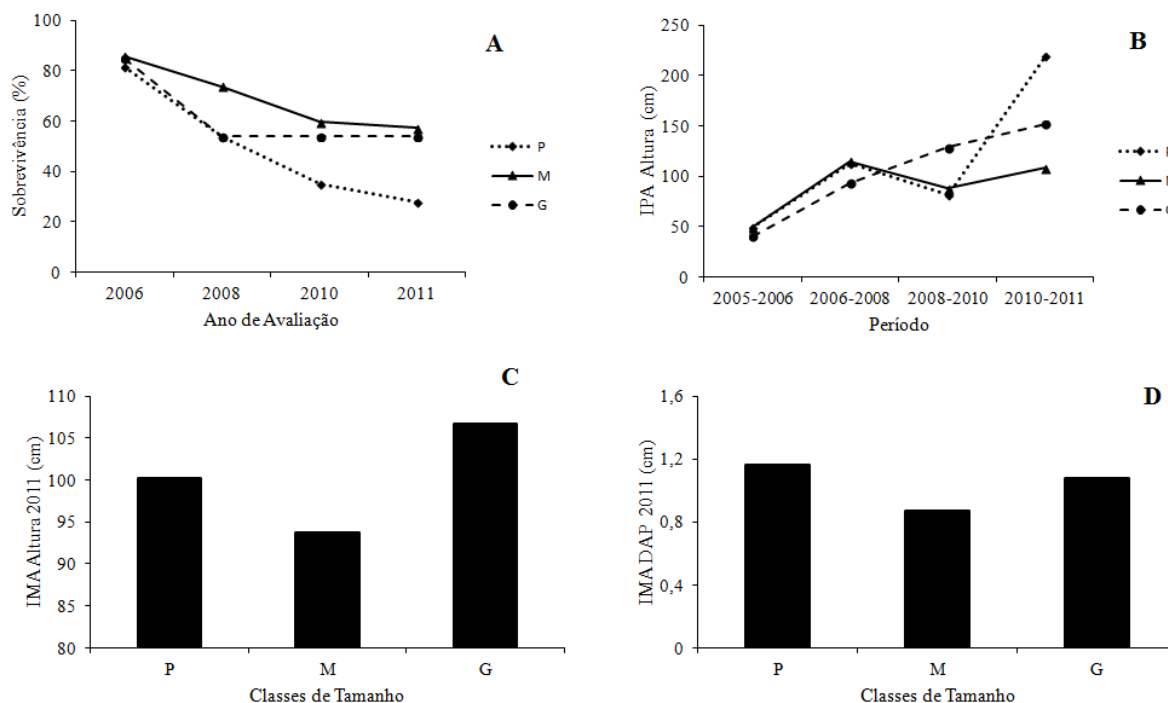 A
Sobrevivência (%)
100
80
60
40
20
0
2006 2008 2010 2011
Ano de Avaliação
P
M
G
B
IPA Altura (cm)
250
200
150
100
50
0
2005-2006 2006-2008 2008-2010 2010-2011
Período
C
IMA Altura 2011 (cm)
110
105
100
95
90
85
80
P M G
Classes de Tamanho
D
IMA DAP 2011 (cm)
1,6
1,2
0,8
0,4
0
P M G
Classes de Tamanho